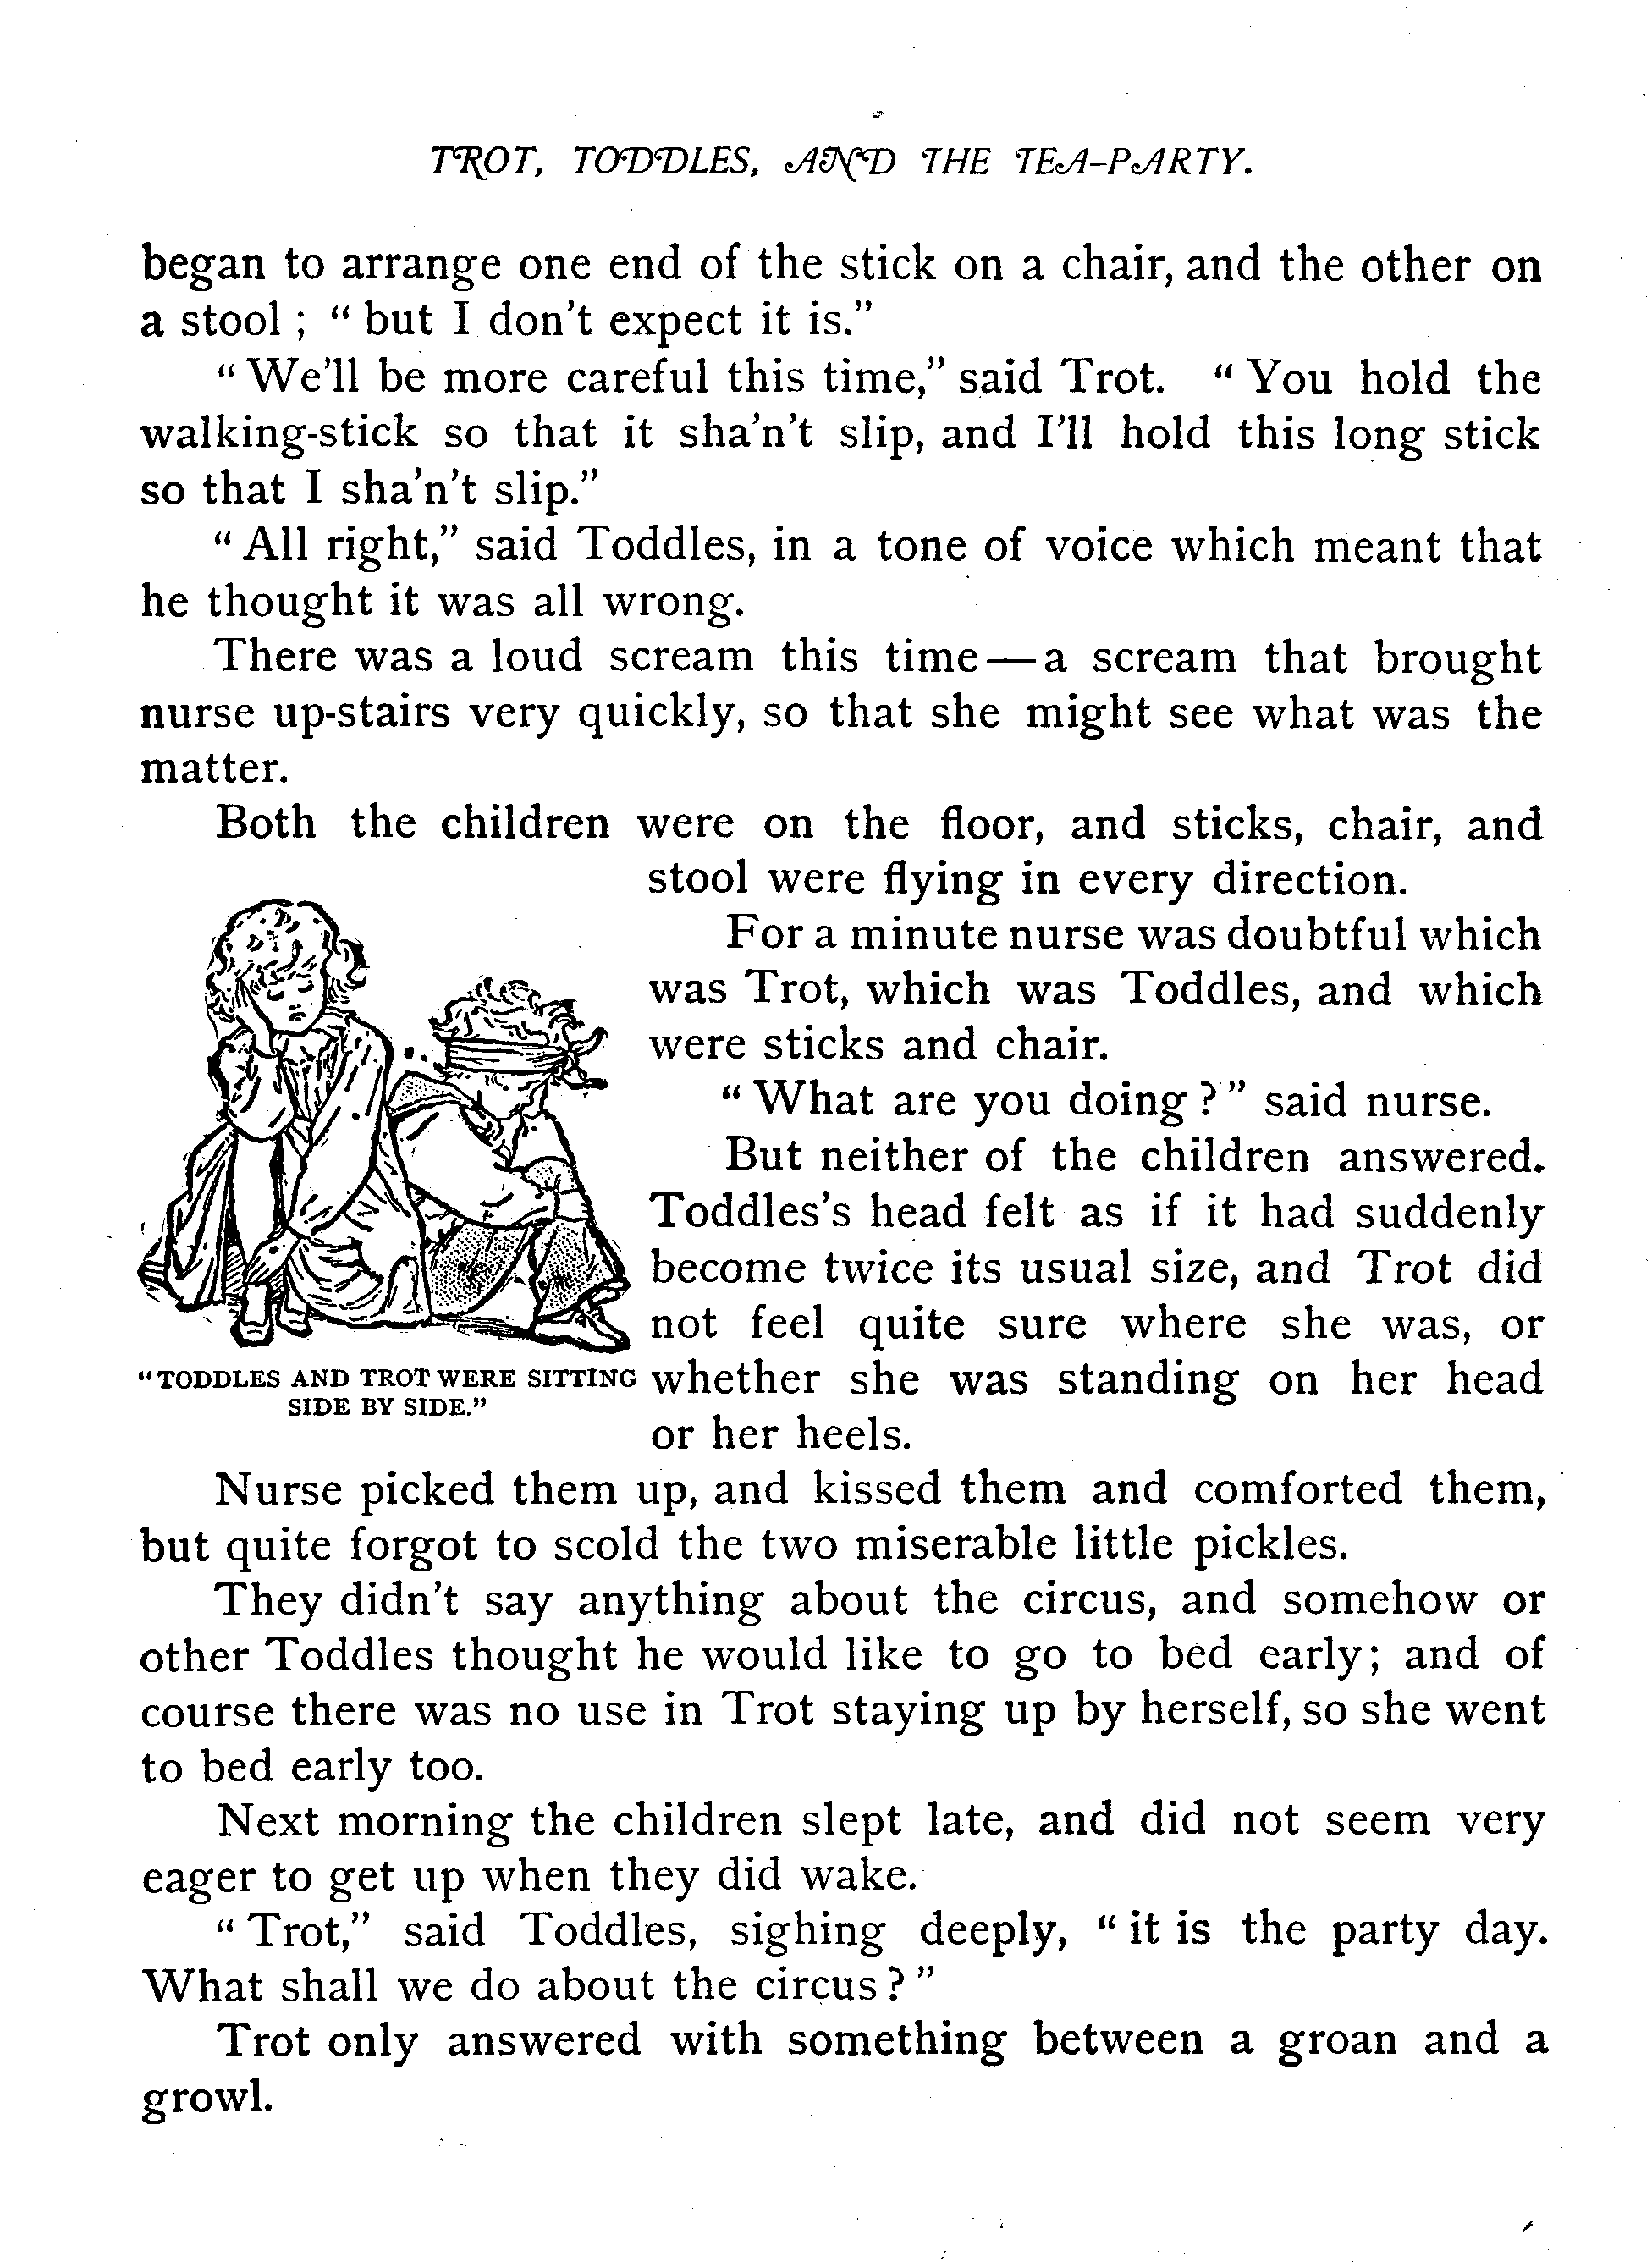 TROT, TODDLES, AND THE TEA-PARTY.
began to arrange one end of the stick on a chair, and the other on
a stool ; “ but I don't expect it is.”
“ We'll be more careful this time,” said Trot. “ You hold the
walking-stick so that it sha'n't slip, and I'll hold this long stick
so that I sha'n't slip.”
“ All right,” said Toddles, in a tone of voice which meant that
he thought it was all wrong.
There was a loud scream this time—a scream that brought
nurse up-stairs very quickly, so that she might see what was the
matter.
Both the children were on the floor, and sticks, chair, and
stool were flying in every direction.
For a minute nurse was doubtful which
was Trot, which was Toddles, and which
were sticks and chair.
“ What are you doing ? ” said nurse.
But neither of the children answered.
Toddles's head felt as if it had suddenly
become twice its usual size, and Trot did
not feel quite sure where she was, or
whether she was standing on her head
or her heels.
“TODDLES AND TROT WERE SITTING
SIDE BY SIDE.”
Nurse picked them up, and kissed them and comforted them,
but quite forgot to scold the two miserable little pickles.
They didn't say anything about the circus, and somehow or
other Toddles thought he would like to go to bed early; and of
course there was no use in Trot staying up by herself, so she went
to bed early too.
Next morning the children slept late, and did not seem very
eager to get up when they did wake.
“ Trot,” said Toddles, sighing deeply, “ it is the party day.
What shall we do about the circus ? ”
Trot only answered with something between a groan and a
growl.